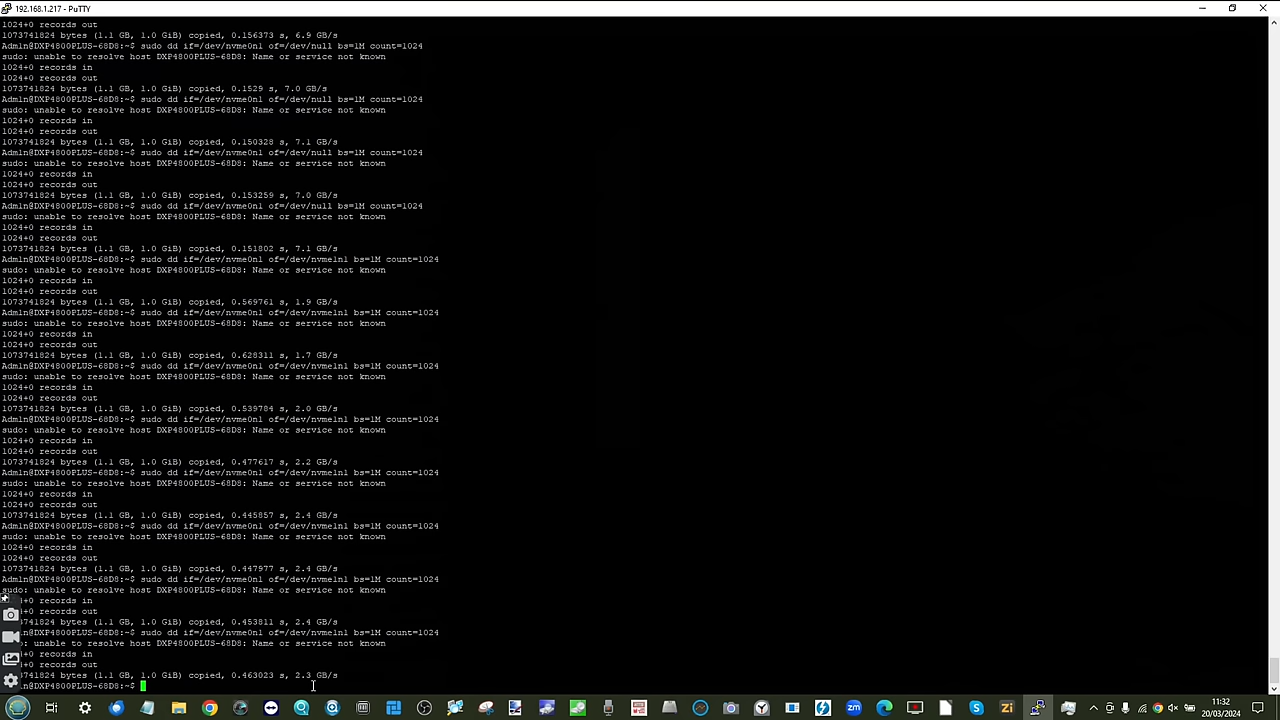 192.168.1.217 - PuTTY
1024+0 records out
1073741824 bytes (1.1 GB, 1.0 GiB) copied, 0.156373 s, 6.9 GB/s
Admin@DXP4800PLUS-68D8:~$ sudo dd if=/dev/nvme0n1 of=/dev/null bs=1M count=1024
sudo: unable to resolve host DXP4800PLUS-68D8: Name or service not known
1024+0 records in
1024+0 records out
1073741824 bytes (1.1 GB, 1.0 GiB) copied, 0.1529 s, 7.0 GB/s
Admin@DXP4800PLUS-68D8:~$ sudo dd if=/dev/nvme0n1 of=/dev/null bs=1M count=1024
sudo: unable to resolve host DXP4800PLUS-68D8: Name or service not known
1024+0 records in
1024+0 records out
1073741824 bytes (1.1 GB, 1.0 GiB) copied, 0.150328 s, 7.1 GB/s
Admin@DXP4800PLUS-68D8:~$ sudo dd if=/dev/nvme0n1 of=/dev/null bs=1M count=1024
sudo: unable to resolve host DXP4800PLUS-68D8: Name or service not known
1024+0 records in
1024+0 records out
1073741824 bytes (1.1 GB, 1.0 GiB) copied, 0.153259 s, 7.0 GB/s
Admin@DXP4800PLUS-68D8:~$ sudo dd if=/dev/nvme0n1 of=/dev/null bs=1M count=1024
sudo: unable to resolve host DXP4800PLUS-68D8: Name or service not known
1024+0 records in
1024+0 records out
1073741824 bytes (1.1 GB, 1.0 GiB) copied, 0.151802 s, 7.1 GB/s
Admin@DXP4800PLUS-68D8:~$ sudo dd if=/dev/nvme0n1 of=/dev/nvme1n1 bs=1M count=1024
sudo: unable to resolve host DXP4800PLUS-68D8: Name or service not known
1024+0 records in
1024+0 records out
1073741824 bytes (1.1 GB, 1.0 GiB) copied, 0.569761 s, 1.9 GB/s
Admin@DXP4800PLUS-68D8:~$ sudo dd if=/dev/nvme0n1 of=/dev/nvme1n1 bs=1M count=1024
sudo: unable to resolve host DXP4800PLUS-68D8: Name or service not known
1024+0 records in
1024+0 records out
1073741824 bytes (1.1 GB, 1.0 GiB) copied, 0.628311 s, 1.7 GB/s
Admin@DXP4800PLUS-68D8:~$ sudo dd if=/dev/nvme0n1 of=/dev/nvme1n1 bs=1M count=1024
sudo: unable to resolve host DXP4800PLUS-68D8: Name or service not known
1024+0 records in
1024+0 records out
1073741824 bytes (1.1 GB, 1.0 GiB) copied, 0.539784 s, 2.0 GB/s
Admin@DXP4800PLUS-68D8:~$ sudo dd if=/dev/nvme0n1 of=/dev/nvme1n1 bs=1M count=1024
sudo: unable to resolve host DXP4800PLUS-68D8: Name or service not known
1024+0 records in
1024+0 records out
1073741824 bytes (1.1 GB, 1.0 GiB) copied, 0.477617 s, 2.2 GB/s
Admin@DXP4800PLUS-68D8:~$ sudo dd if=/dev/nvme0n1 of=/dev/nvme1n1 bs=1M count=1024
sudo: unable to resolve host DXP4800PLUS-68D8: Name or service not known
1024+0 records in
1024+0 records out
1073741824 bytes (1.1 GB, 1.0 GiB) copied, 0.445857 s, 2.4 GB/s
Admin@DXP4800PLUS-68D8:~$ sudo dd if=/dev/nvme0n1 of=/dev/nvme1n1 bs=1M count=1024
sudo: unable to resolve host DXP4800PLUS-68D8: Name or service not known
1024+0 records in
1024+0 records out
1073741824 bytes (1.1 GB, 1.0 GiB) copied, 0.447977 s, 2.4 GB/s
Admin@DXP4800PLUS-68D8:~$ sudo dd if=/dev/nvme0n1 of=/dev/nvme1n1 bs=1M count=1024
sudo: unable to resolve host DXP4800PLUS-68D8: Name or service not known
4+0 records in
4+0 records out
3741824 bytes (1.1 GB, 1.0 GiB) copied, 0.453811 s, 2.4 GB/s
in@DXP4800PLUS-68D8:~$ sudo dd if=/dev/nvme0n1 of=/dev/nvme1n1 bs=1M count=1024
o: unable to resolve host DXP4800PLUS-68D8: Name or service not known
4+0 records in
4+0 records out
3741824 bytes (1.1 GB, 1.0 GiB) copied, 0.463023 s, 2.3 GB/s
in@DXP4800PLUS-68D8:~$
zm
Zi
11:32
20/03/2024